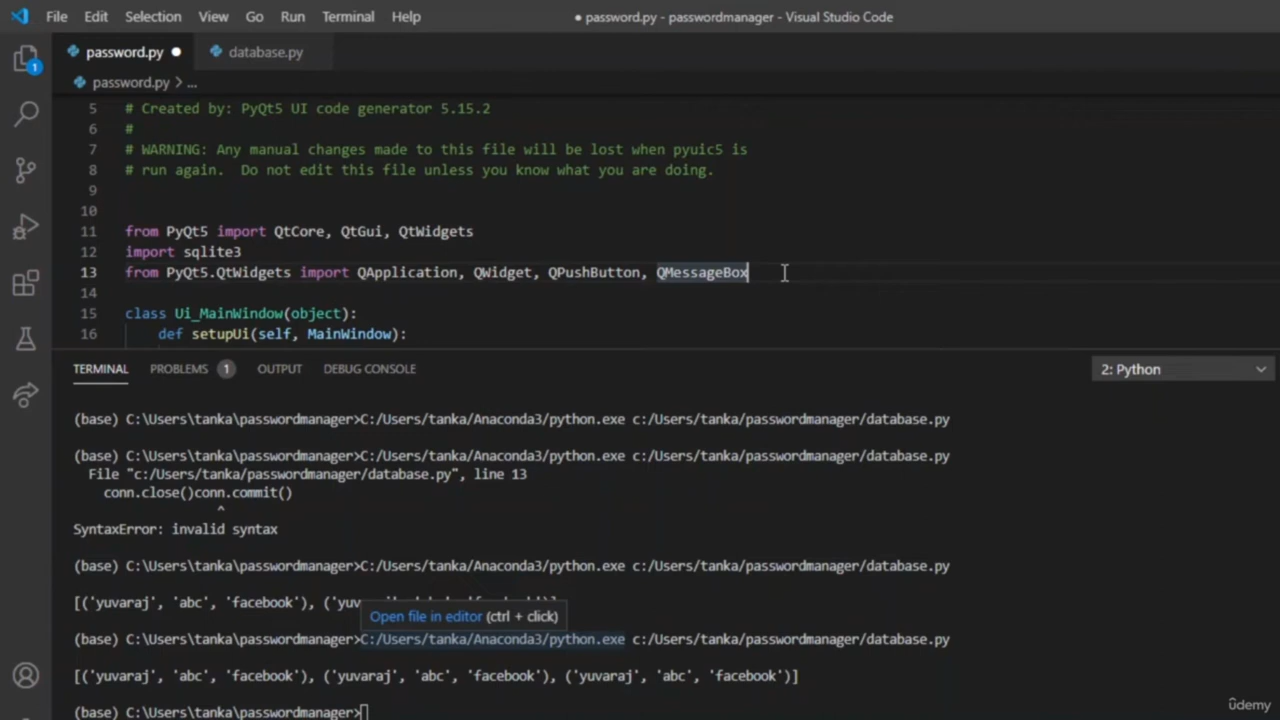 File Edit Selection View Go Run Terminal Help ● password.py - passwordmanager - Visual Studio Code
password.py ● database.py
1
password.py > ...
5 # Created by: PyQt5 UI code generator 5.15.2
6 #
7 # WARNING: Any manual changes made to this file will be lost when pyuic5 is
8 # run again.  Do not edit this file unless you know what you are doing.
9
10
11 from PyQt5 import QtCore, QtGui, QtWidgets
12 import sqlite3
13 from PyQt5.QtWidgets import QApplication, QWidget, QPushButton, QMessageBox
14
15 class Ui_MainWindow(object):
16 def setupUi(self, MainWindow):
TERMINAL PROBLEMS 1 OUTPUT DEBUG CONSOLE 2: Python
(base) C:\Users\tanka\passwordmanager>C:/Users/tanka/Anaconda3/python.exe c:/Users/tanka/passwordmanager/database.py
(base) C:\Users\tanka\passwordmanager>C:/Users/tanka/Anaconda3/python.exe c:/Users/tanka/passwordmanager/database.py
File "c:/Users/tanka/passwordmanager/database.py", line 13
conn.close()conn.commit()
^
SyntaxError: invalid syntax
(base) C:\Users\tanka\passwordmanager>C:/Users/tanka/Anaconda3/python.exe c:/Users/tanka/passwordmanager/database.py
[('yuvaraj', 'abc', 'facebook'), ('yuv
Open file in editor (ctrl + click)
(base) C:\Users\tanka\passwordmanager>C:/Users/tanka/Anaconda3/python.exe c:/Users/tanka/passwordmanager/database.py
[('yuvaraj', 'abc', 'facebook'), ('yuvaraj', 'abc', 'facebook'), ('yuvaraj', 'abc', 'facebook')]
(base) C:\Users\tanka\passwordmanager>
ûdemy